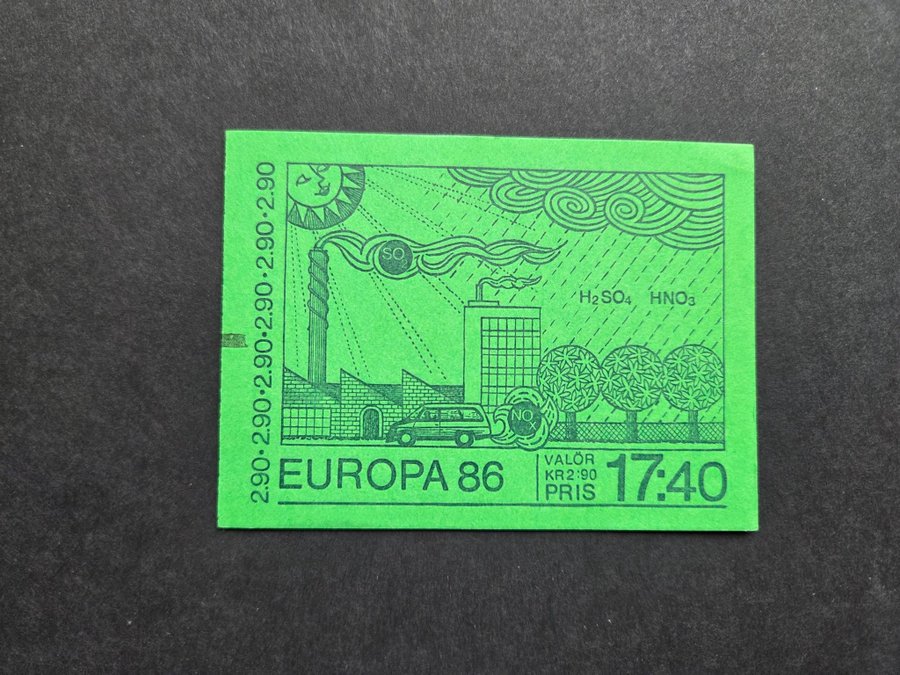 2.90·2.90·2.90·2.90·2.90·2.90
SO₂
H₂SO₄ HNO₃
EUROPA 86
VALÖR
KR 2:90
PRIS 17:40